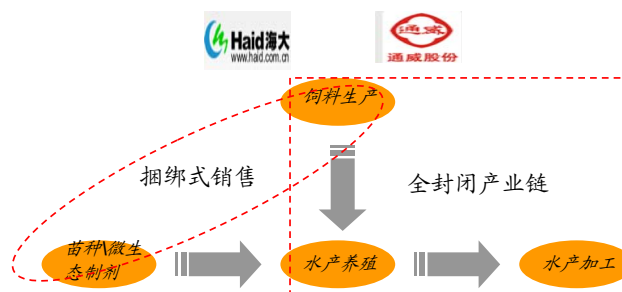 Haid海大
www.haid.com.cn
通威
通威股份
饲料生产
捆绑式销售
全封闭产业链
苗种\微生
态制剂
水产养殖
水产加工